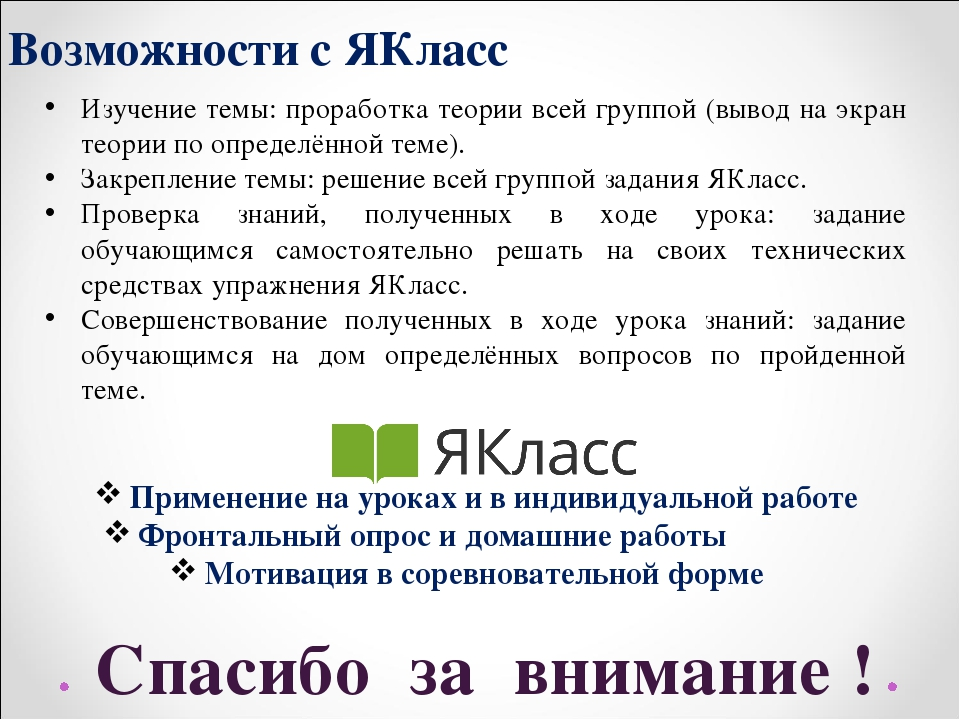 Возможности с ЯКласс
• Изучение темы: проработка теории всей группой (вывод на экран
теории по определённой теме).
• Закрепление темы: решение всей группой задания ЯКласс.
• Проверка знаний, полученных в ходе урока: задание
обучающимся самостоятельно решать на своих технических
средствах упражнения ЯКласс.
• Совершенствование полученных в ходе урока знаний: задание
обучающимся на дом определённых вопросов по пройденной
теме.
ЯКласс
❖ Применение на уроках и в индивидуальной работе
❖ Фронтальный опрос и домашние работы
❖ Мотивация в соревновательной форме
Спасибо за внимание !